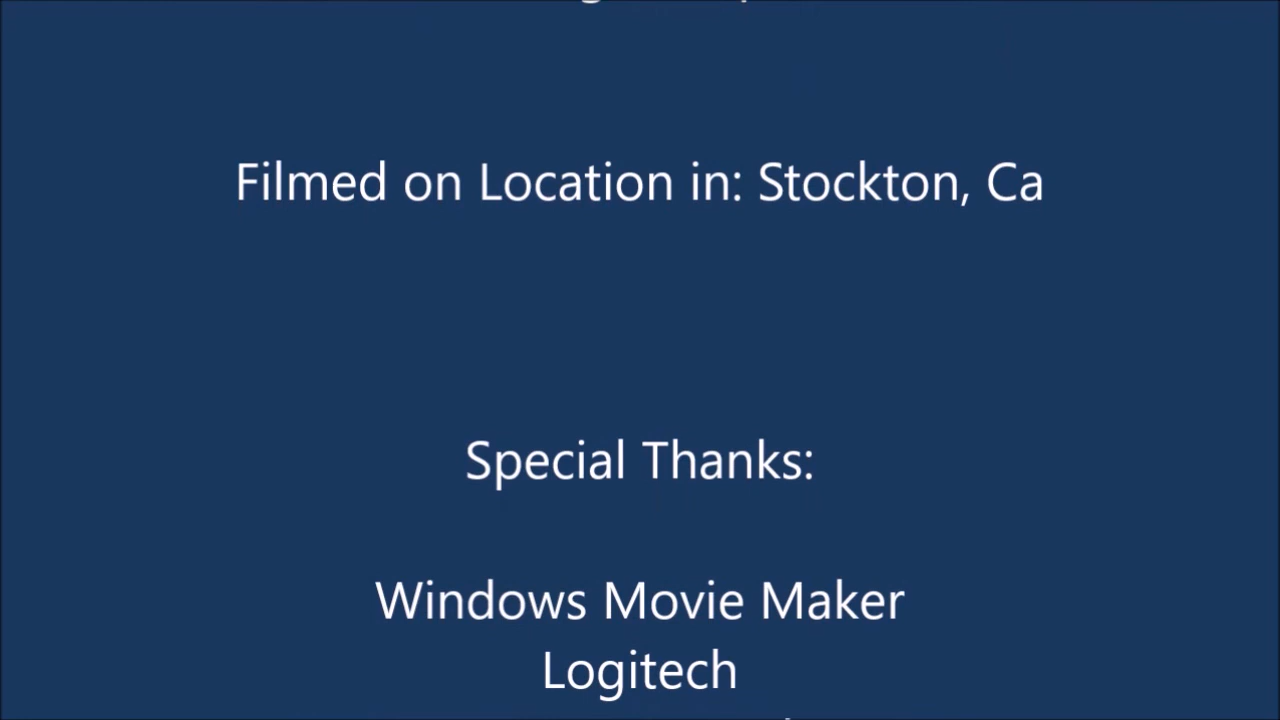 Filmed on Location in: Stockton, Ca
Special Thanks:
Windows Movie Maker
Logitech